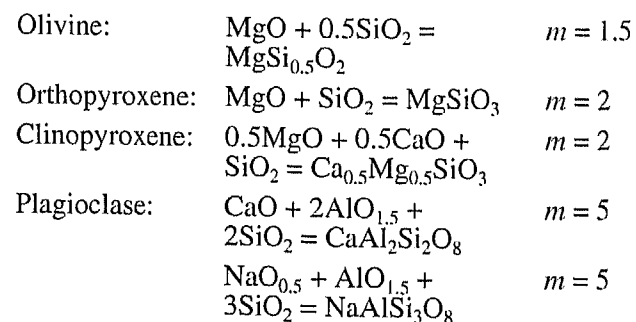 Olivine: MgO + 0.5SiO₂ = m = 1.5
MgSi₀.₅O₂
Orthopyroxene: MgO + SiO₂ = MgSiO₃ m = 2
Clinopyroxene: 0.5MgO + 0.5CaO + m = 2
SiO₂ = Ca₀.₅Mg₀.₅SiO₃
Plagioclase: CaO + 2AlO₁.₅ + m = 5
2SiO₂ = CaAl₂Si₂O₈
NaO₀.₅ + AlO₁.₅ + m = 5
3SiO₂ = NaAlSi₃O₈